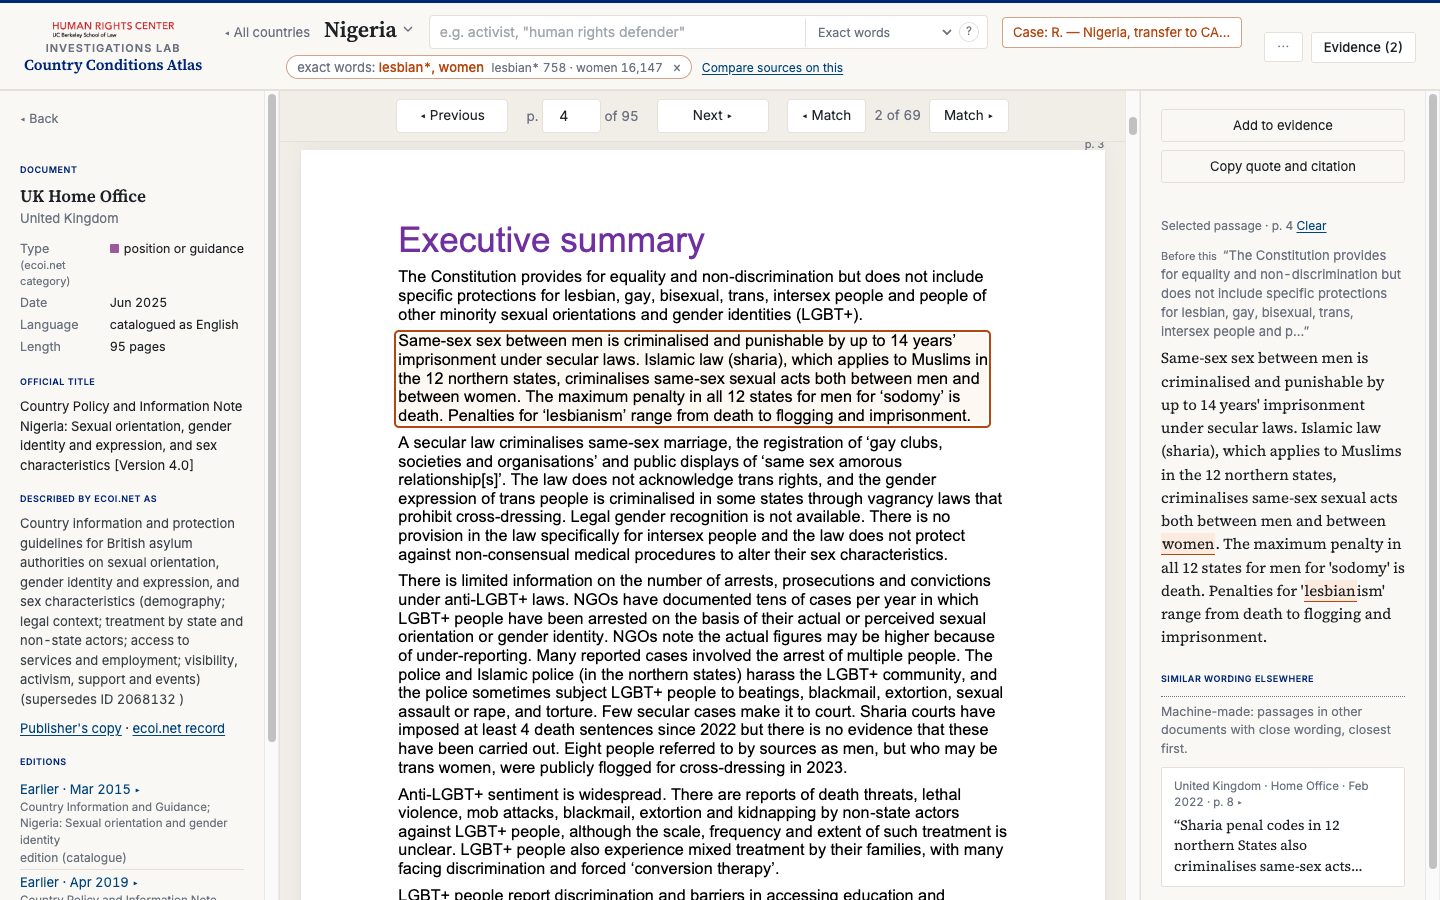 HUMAN RIGHTS CENTER
UC Berkeley School of Law
INVESTIGATIONS LAB
Country Conditions Atlas
◂ All countries
Nigeria
e.g. activist, "human rights defender"
Exact words
?
Case: R. — Nigeria, transfer to CA...
...
Evidence (2)
exact words: lesbian*, women lesbian* 758 · women 16,147 ×
Compare sources on this
◂ Back
DOCUMENT
UK Home Office
United Kingdom
Type position or guidance
(ecoi.net
category)
Date Jun 2025
Language catalogued as English
Length 95 pages
OFFICIAL TITLE
Country Policy and Information Note
Nigeria: Sexual orientation, gender
identity and expression, and sex
characteristics [Version 4.0]
DESCRIBED BY ECOI.NET AS
Country information and protection
guidelines for British asylum
authorities on sexual orientation,
gender identity and expression, and
sex characteristics (demography;
legal context; treatment by state and
non-state actors; access to
services and employment; visibility,
activism, support and events)
(supersedes ID 2068132 )
Publisher's copy · ecoi.net record
EDITIONS
Earlier · Mar 2015 ▸
Country Information and Guidance;
Nigeria: Sexual orientation and gender
identity
edition (catalogue)
Earlier · Apr 2019 ▸
Country Policy and Information Note
◂ Previous
p. 4 of 95
Next ▸
◂ Match
2 of 69
Match ▸
p. 3
Executive summary
The Constitution provides for equality and non-discrimination but does not include
specific protections for lesbian, gay, bisexual, trans, intersex people and people of
other minority sexual orientations and gender identities (LGBT+).
Same-sex sex between men is criminalised and punishable by up to 14 years’
imprisonment under secular laws. Islamic law (sharia), which applies to Muslims in
the 12 northern states, criminalises same-sex sexual acts both between men and
between women. The maximum penalty in all 12 states for men for ‘sodomy’ is
death. Penalties for ‘lesbianism’ range from death to flogging and imprisonment.
A secular law criminalises same-sex marriage, the registration of ‘gay clubs,
societies and organisations’ and public displays of ‘same sex amorous
relationship[s]’. The law does not acknowledge trans rights, and the gender
expression of trans people is criminalised in some states through vagrancy laws that
prohibit cross-dressing. Legal gender recognition is not available. There is no
provision in the law specifically for intersex people and the law does not protect
against non-consensual medical procedures to alter their sex characteristics.
There is limited information on the number of arrests, prosecutions and convictions
under anti-LGBT+ laws. NGOs have documented tens of cases per year in which
LGBT+ people have been arrested on the basis of their actual or perceived sexual
orientation or gender identity. NGOs note the actual figures may be higher because
of under-reporting. Many reported cases involved the arrest of multiple people. The
police and Islamic police (in the northern states) harass the LGBT+ community, and
the police sometimes subject LGBT+ people to beatings, blackmail, extortion, sexual
assault or rape, and torture. Few secular cases make it to court. Sharia courts have
imposed at least 4 death sentences since 2022 but there is no evidence that these
have been carried out. Eight people referred to by sources as men, but who may be
trans women, were publicly flogged for cross-dressing in 2023.
Anti-LGBT+ sentiment is widespread. There are reports of death threats, lethal
violence, mob attacks, blackmail, extortion and kidnapping by non-state actors
against LGBT+ people, although the scale, frequency and extent of such treatment is
unclear. LGBT+ people also experience mixed treatment by their families, with many
facing discrimination and forced ‘conversion therapy’.
LGBT+ people report discrimination and barriers in accessing education and
Add to evidence
Copy quote and citation
Selected passage · p. 4 Clear
Before this “The Constitution provides
for equality and non-discrimination but
does not include specific protections
for lesbian, gay, bisexual, trans,
intersex people and p…”
Same-sex sex between men is
criminalised and punishable by
up to 14 years' imprisonment
under secular laws. Islamic law
(sharia), which applies to Muslims
in the 12 northern states,
criminalises same-sex sexual acts
both between men and between
women. The maximum penalty in
all 12 states for men for 'sodomy' is
death. Penalties for 'lesbianism'
range from death to flogging and
imprisonment.
SIMILAR WORDING ELSEWHERE
Machine-made: passages in other
documents with close wording, closest
first.
United Kingdom · Home Office · Feb
2022 · p. 8 ▸
“Sharia penal codes in 12
northern States also
criminalises same-sex acts...